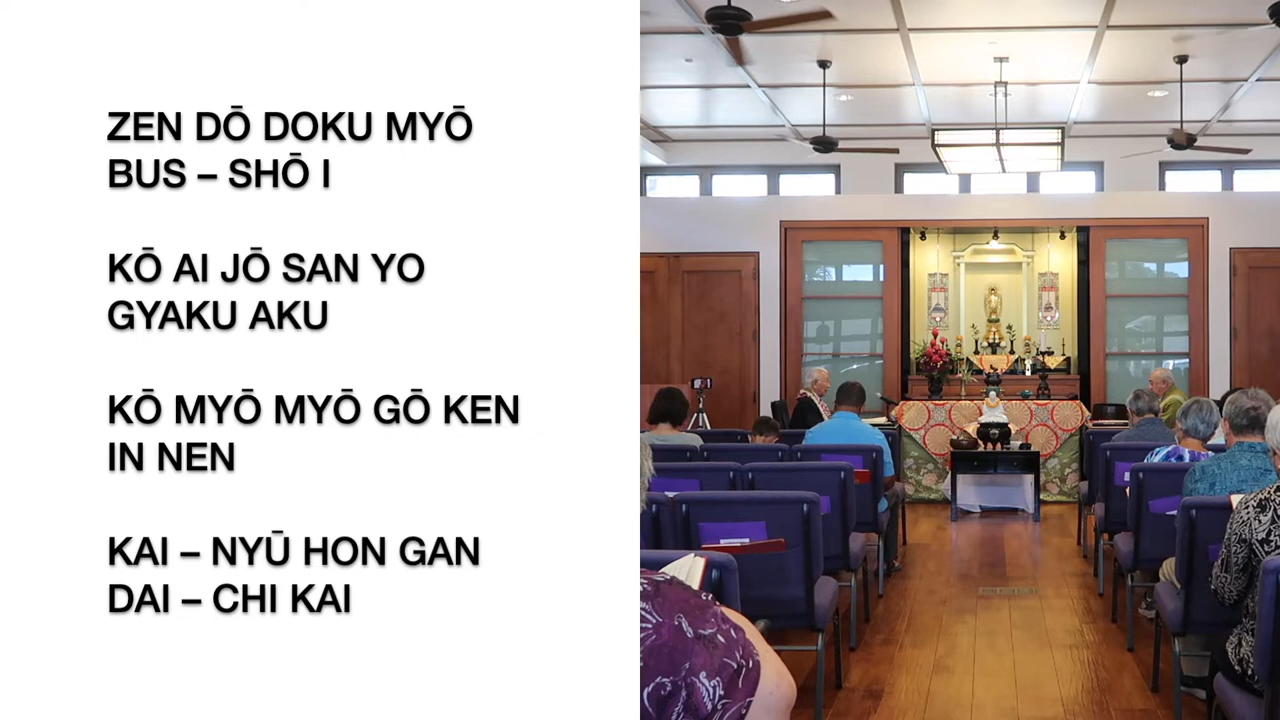 ZEN DŌ DOKU MYŌ
BUS – SHŌ I
KŌ AI JŌ SAN YO
GYAKU AKU
KŌ MYŌ MYŌ GŌ KEN
IN NEN
KAI – NYŪ HON GAN
DAI – CHI KAI